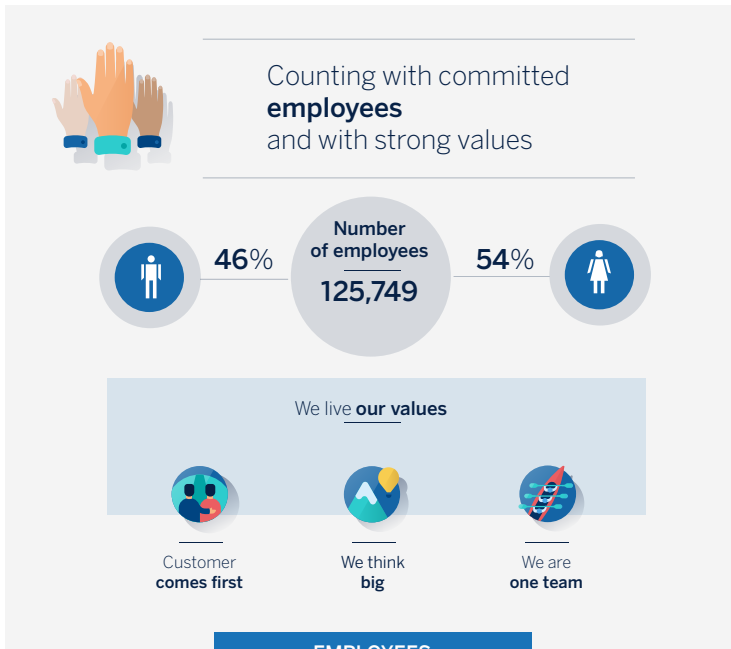 Counting with committed
employees
and with strong values
Number
of employees
46%
54%
125,749
We live our values
Customer
comes first
We think
big
We are
one team
EMPLOYEES